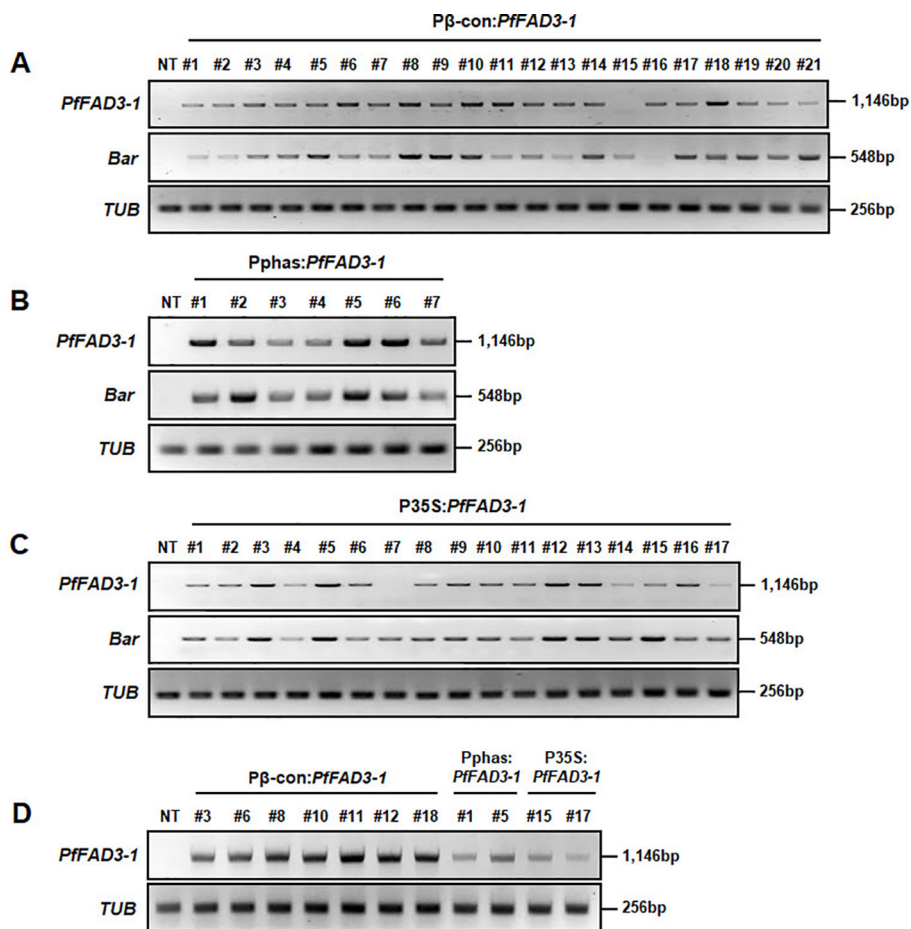 Pβ-con:PfFAD3-1
A
NT #1 #2 #3 #4 #5 #6 #7 #8 #9 #10 #11 #12 #13 #14 #15 #16 #17 #18 #19 #20 #21
PfFAD3-1 1,146bp
Bar 548bp
TUB 256bp
Pphas:PfFAD3-1
B
NT #1 #2 #3 #4 #5 #6 #7
PfFAD3-1 1,146bp
Bar 548bp
TUB 256bp
P35S:PfFAD3-1
C
NT #1 #2 #3 #4 #5 #6 #7 #8 #9 #10 #11 #12 #13 #14 #15 #16 #17
PfFAD3-1 1,146bp
Bar 548bp
TUB 256bp
Pphas: P35S:
Pβ-con:PfFAD3-1 PfFAD3-1 PfFAD3-1
D
NT #3 #6 #8 #10 #11 #12 #18 #1 #5 #15 #17
PfFAD3-1 1,146bp
TUB 256bp